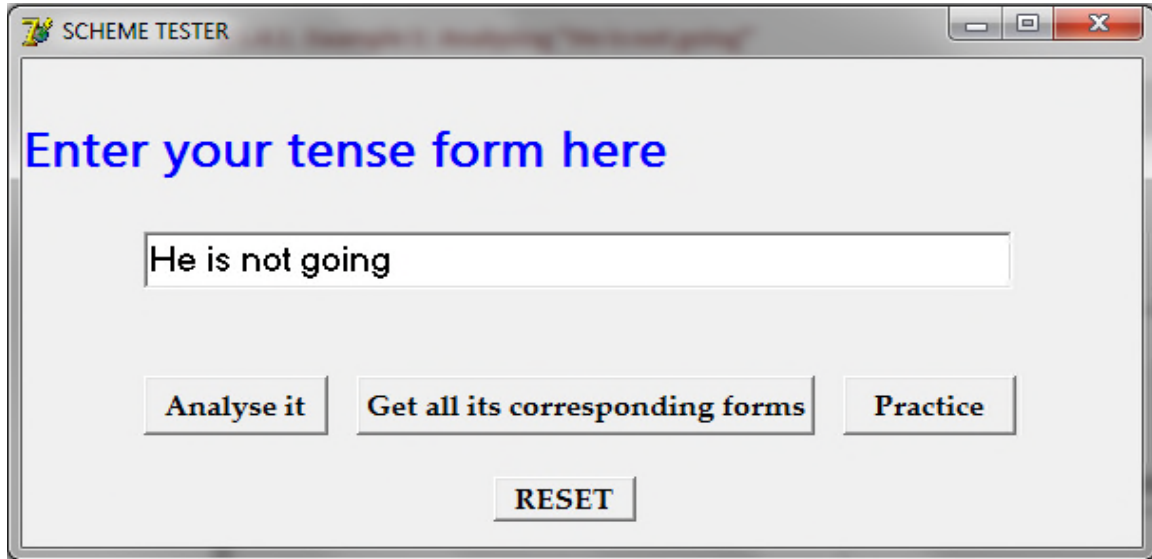 SCHEME TESTER
Enter your tense form here
He is not going
Analyse it Get all its corresponding forms Practice
RESET